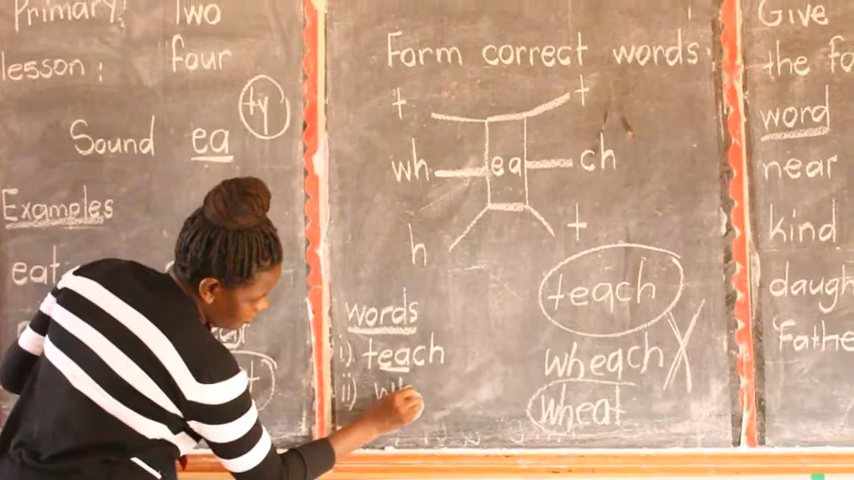 Primary: Two
lesson: four
ty
Sound ea
Examples
eat
Form correct words.
t t
wh ea ch
h t
teach
words
i) teach
wheach X
ii) wh
wheat
Give
the
word
near
kind
daugh
Fathe